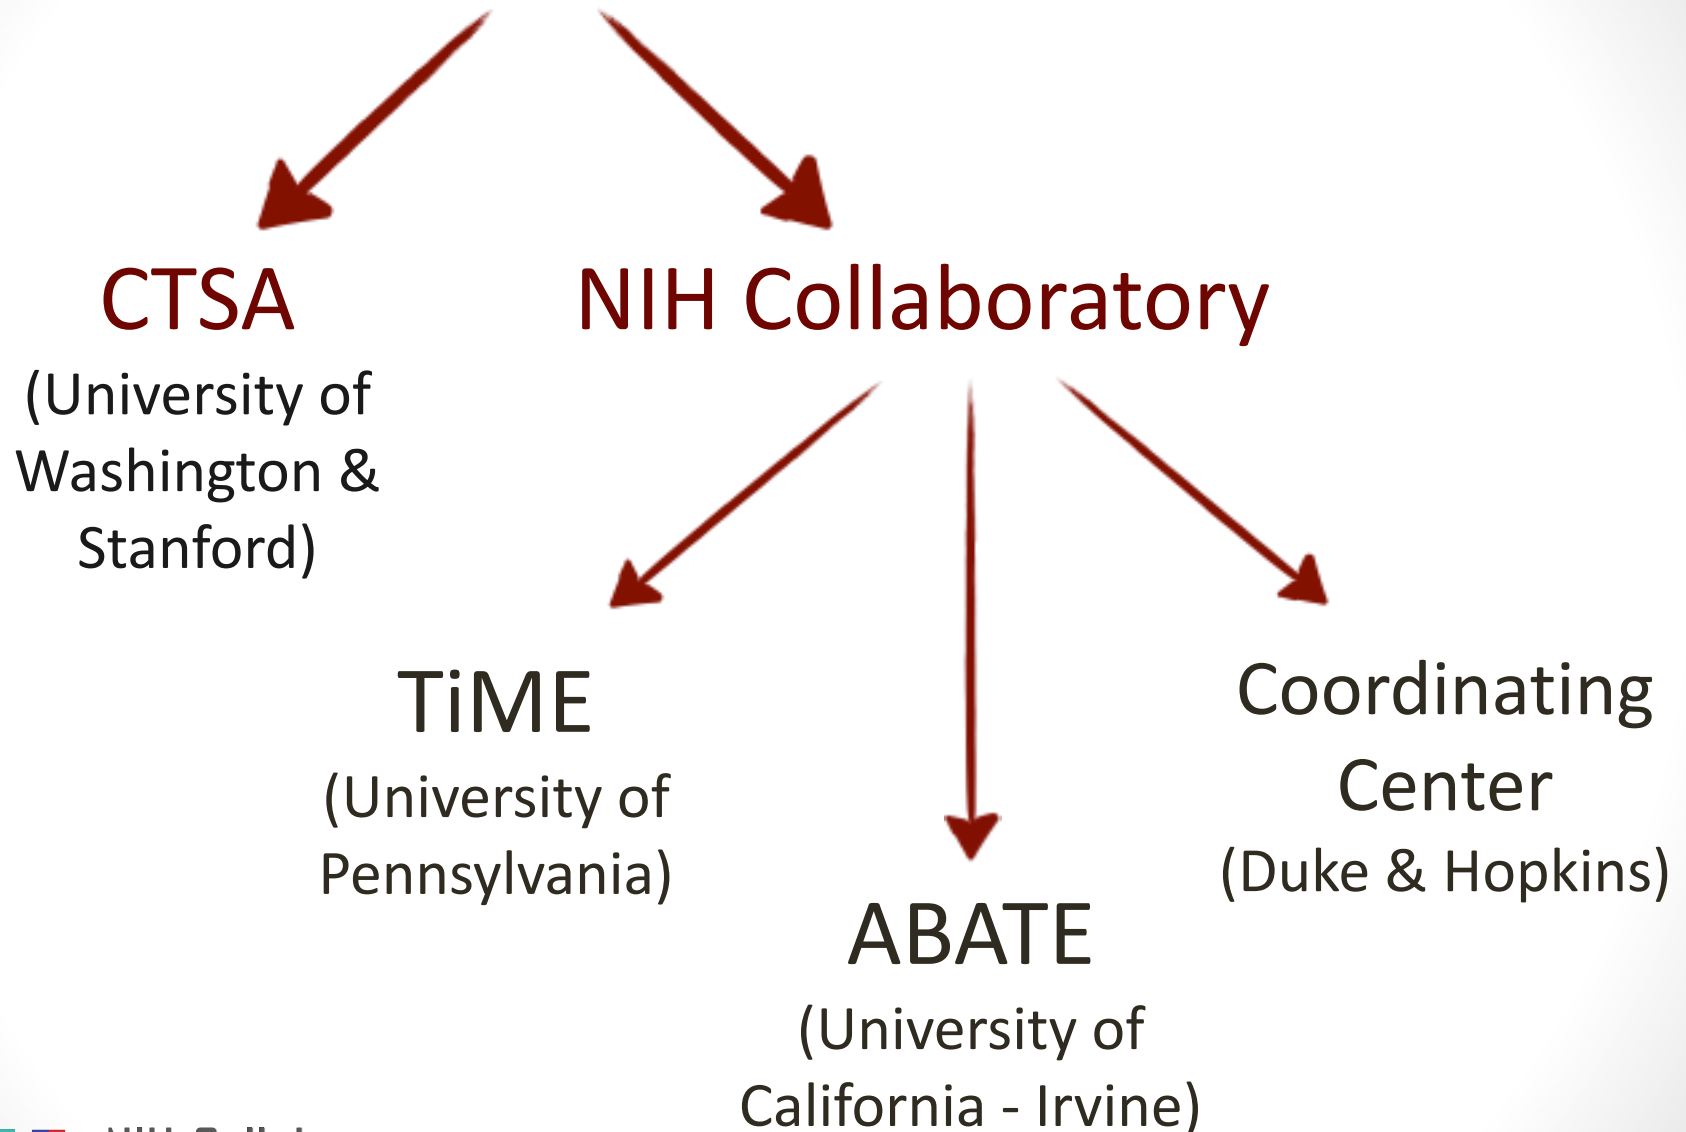 CTSA
(University of
Washington &
Stanford)
NIH Collaboratory
TiME
(University of
Pennsylvania)
ABATE
(University of
California - Irvine)
Coordinating
Center
(Duke & Hopkins)